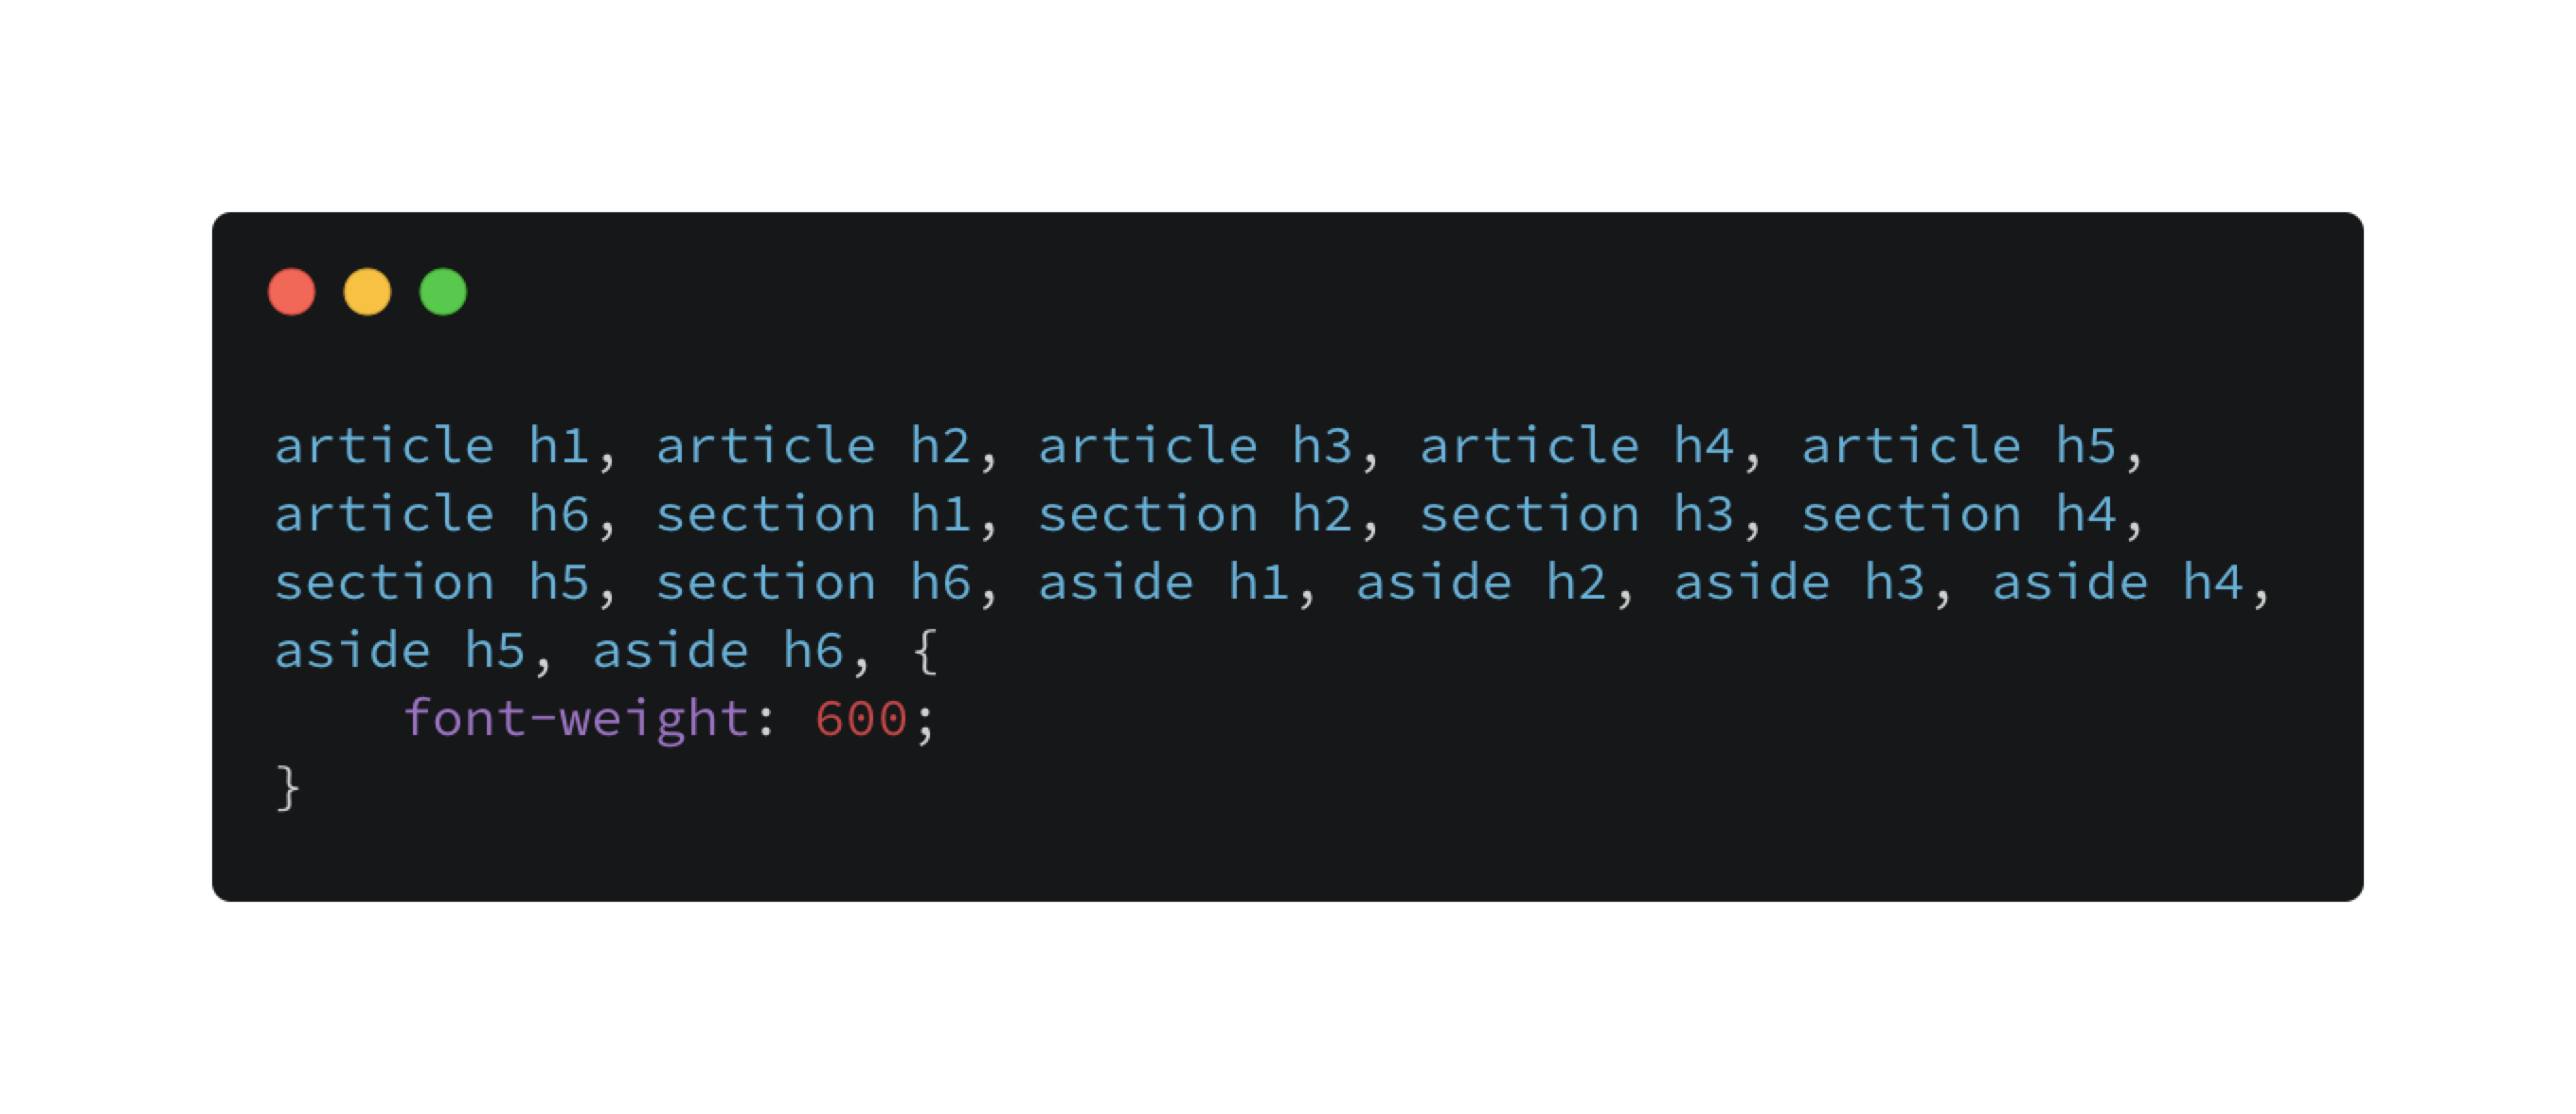 article h1, article h2, article h3, article h4, article h5,
article h6, section h1, section h2, section h3, section h4,
section h5, section h6, aside h1, aside h2, aside h3, aside h4,
aside h5, aside h6, {
    font-weight: 600;
}